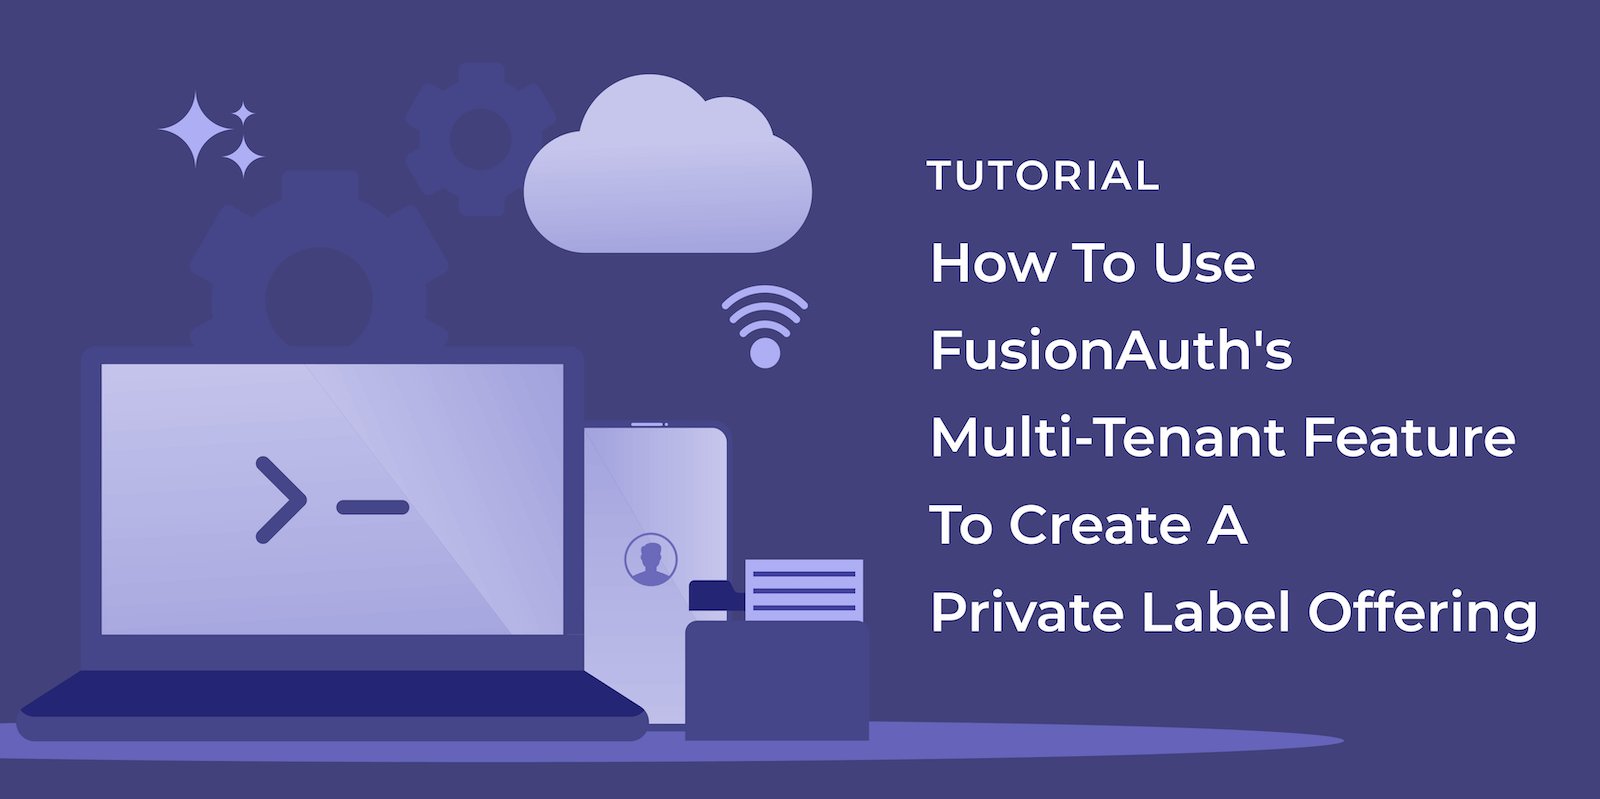 TUTORIAL
How To Use
FusionAuth's
Multi-Tenant Feature
To Create A
Private Label Offering